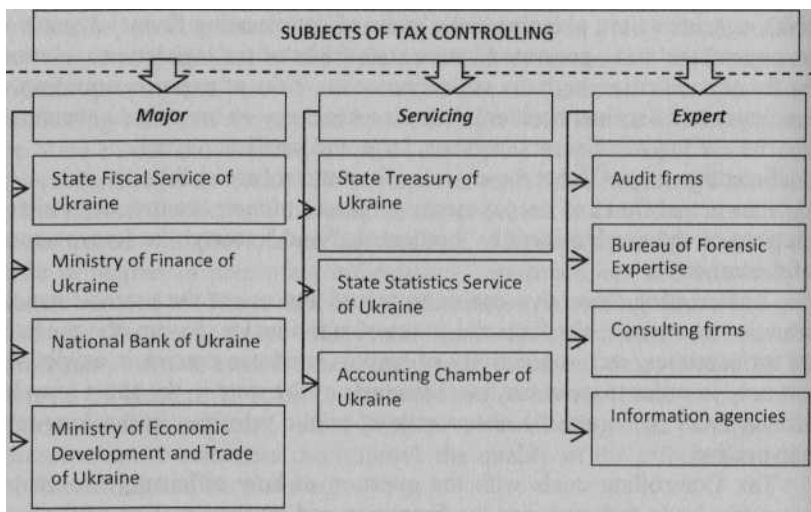 SUBJECTS OF TAX CONTROLLING
Major
State Fiscal Service of
Ukraine
Ministry of Finance of
Ukraine
National Bank of Ukraine
Ministry of Economic
Development and Trade
of Ukraine
Servicing
State Treasury of
Ukraine
State Statistics Service
of Ukraine
Accounting Chamber of
Ukraine
Expert
Audit firms
Bureau of Forensic
Expertise
Consulting firms
Information agencies